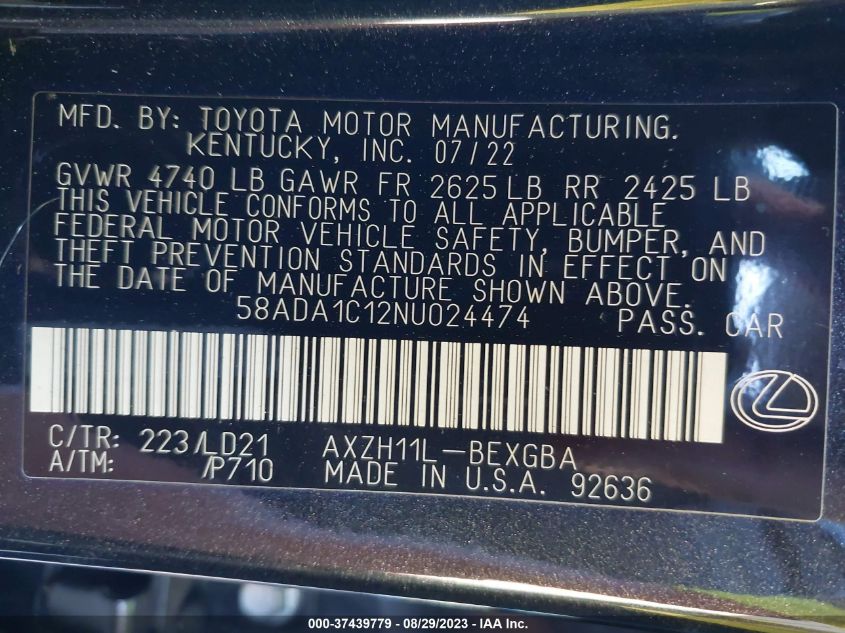 MFD. BY: TOYOTA MOTOR MANUFACTURING.
KENTUCKY, INC. 07/22
GVWR 4740 LB GAWR FR 2625 LB RR 2425 LB
THIS VEHICLE CONFORMS TO ALL APPLICABLE
FEDERAL MOTOR VEHICLE SAFETY, BUMPER, AND
THEFT PREVENTION STANDARDS IN EFFECT ON
THE DATE OF MANUFACTURE SHOWN ABOVE.
58ADA1C12NU024474 PASS. CAR
C/TR: 223/LD21 AXZH11L-BEXGBA
A/TM: /P710 MADE IN U.S.A. 92636
000-37439779 - 08/29/2023 - IAA Inc.